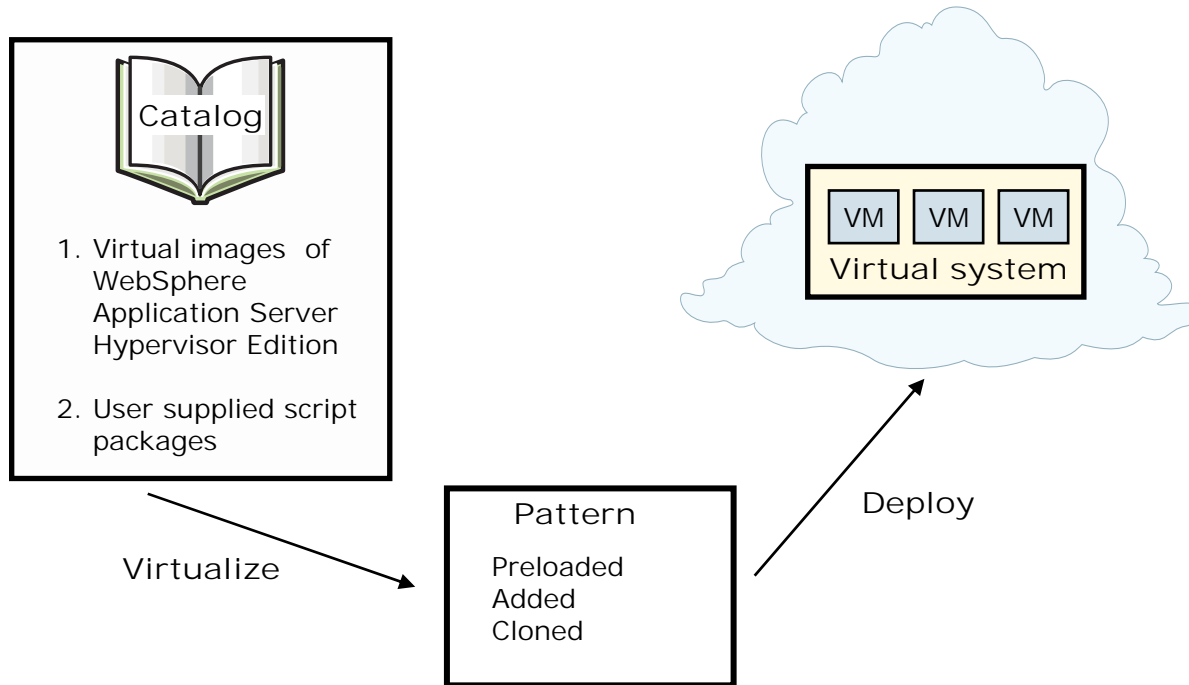 Catalog
1. Virtual images of
WebSphere
Application Server
Hypervisor Edition
2. User supplied script
packages
Virtualize
Pattern
Preloaded
Added
Cloned
Deploy
VM VM VM
Virtual system